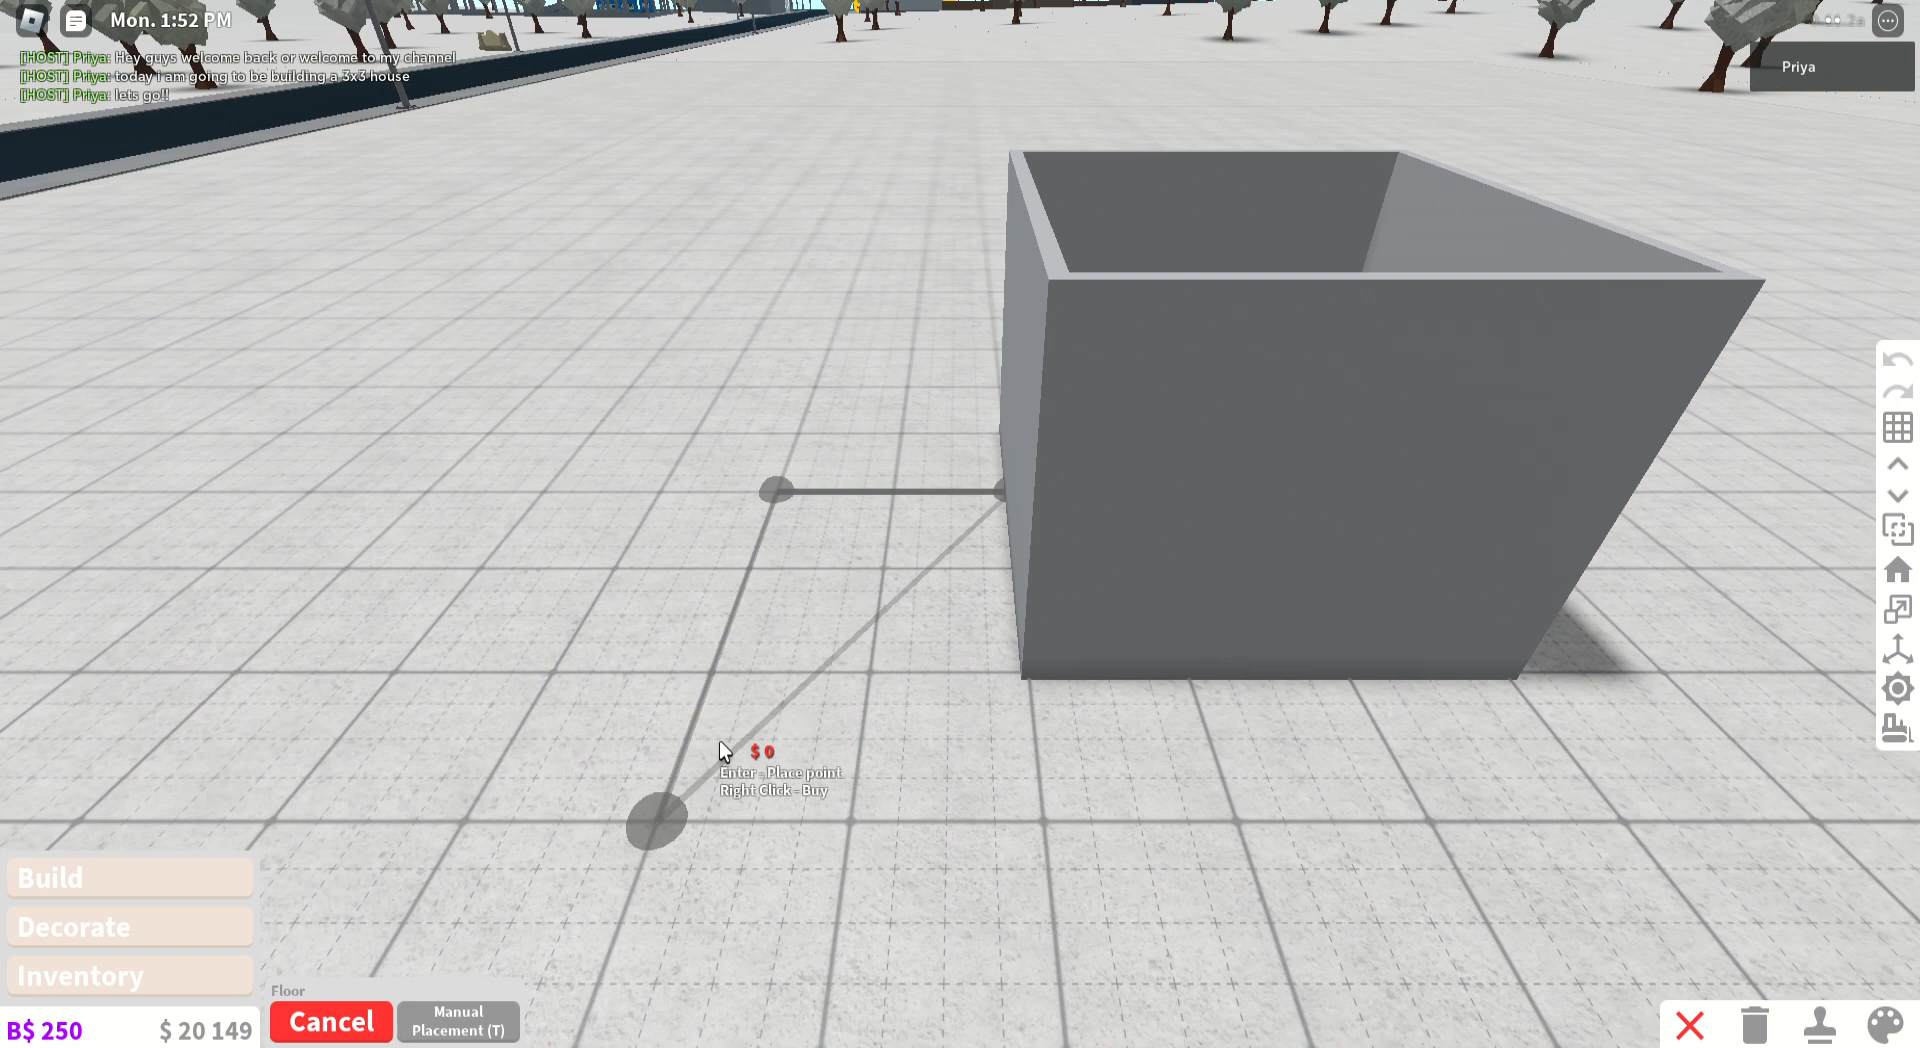 Mon. 1:52 PM
[HOST] Priya: Hey guys welcome back or welcome to my channel
[HOST] Priya: today i am going to be building a 3x3 house
[HOST] Priya: lets go!!
Priya
$ 0
Enter - Place point
Right Click - Buy
Build
Decorate
Inventory
B$ 250
$ 20 149
Floor
Cancel
Manual
Placement (T)